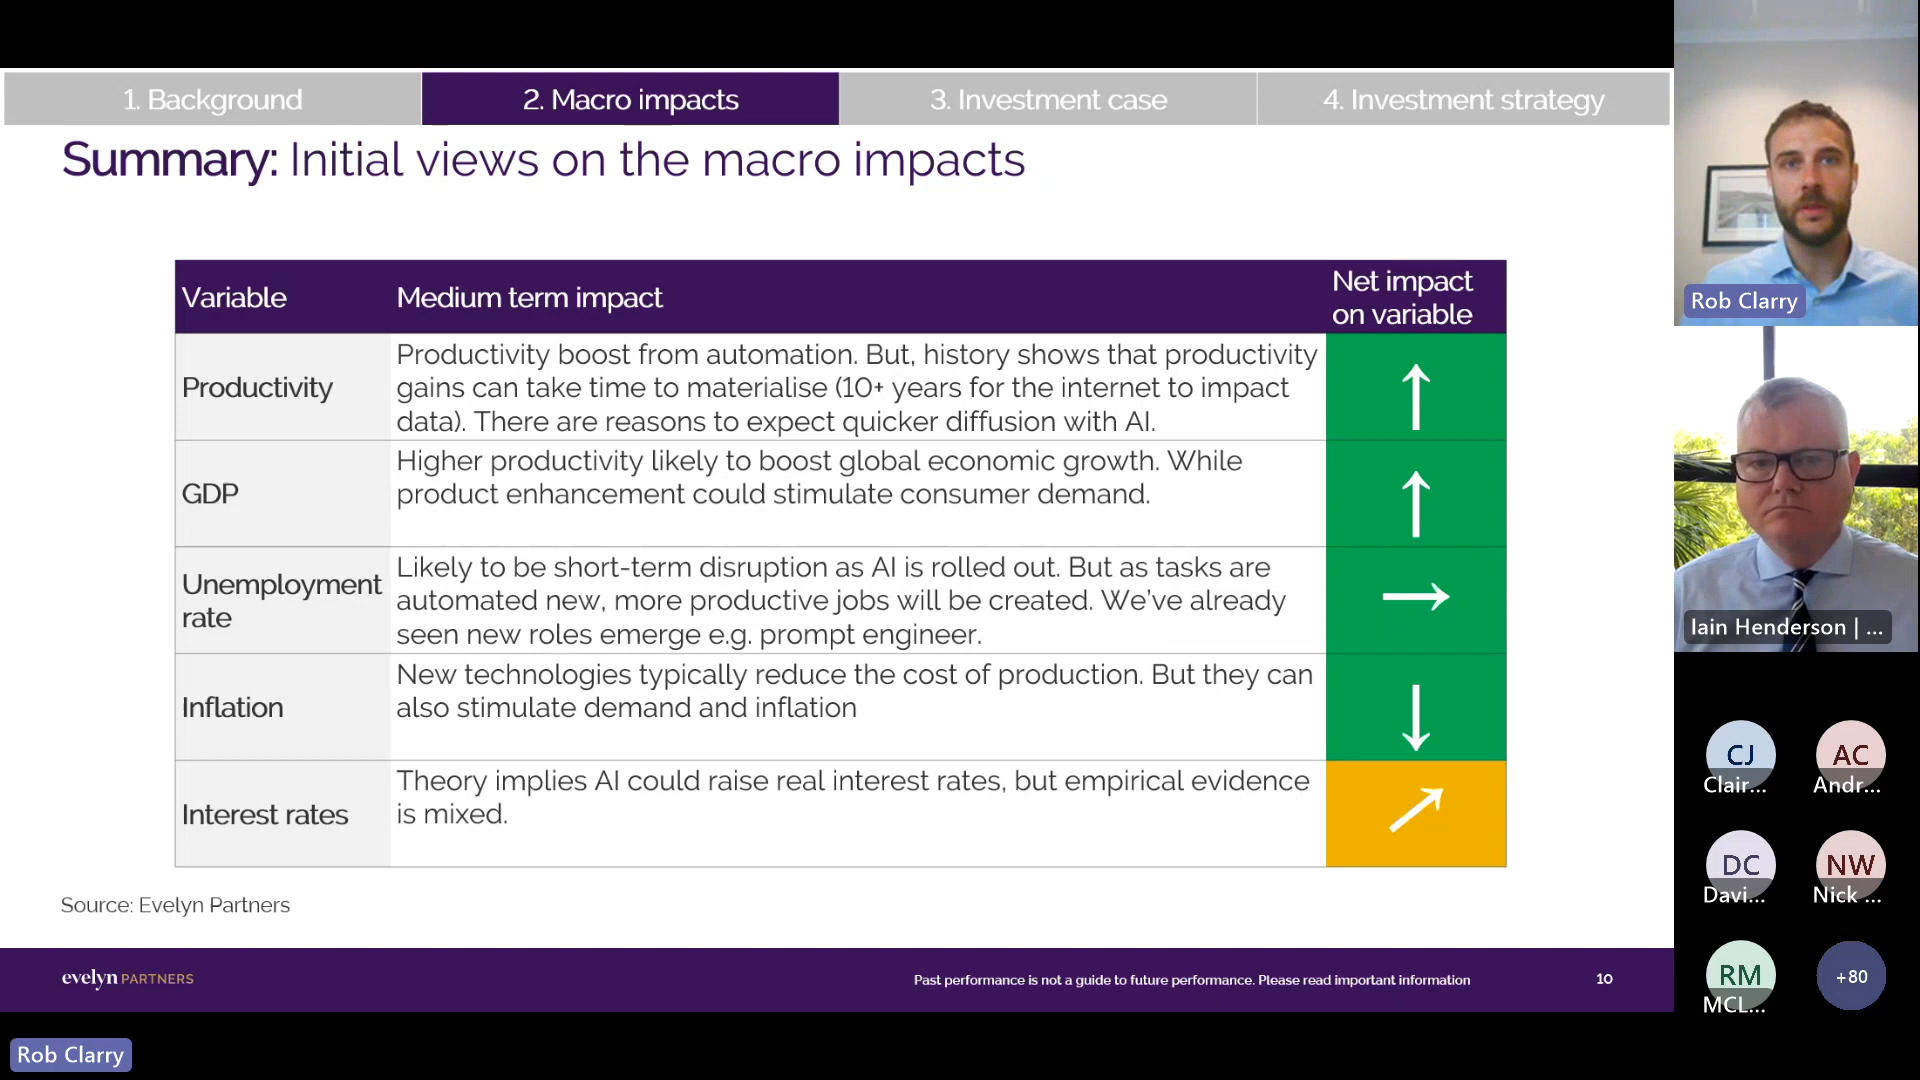 1. Background
2. Macro impacts
3. Investment case
4. Investment strategy
Summary: Initial views on the macro impacts
Variable
Medium term impact
Net impact
on variable
Productivity
Productivity boost from automation. But, history shows that productivity
gains can take time to materialise (10+ years for the internet to impact
data). There are reasons to expect quicker diffusion with AI.
GDP
Higher productivity likely to boost global economic growth. While
product enhancement could stimulate consumer demand.
Unemployment
rate
Likely to be short-term disruption as AI is rolled out. But as tasks are
automated new, more productive jobs will be created. We've already
seen new roles emerge e.g. prompt engineer.
Inflation
New technologies typically reduce the cost of production. But they can
also stimulate demand and inflation
Interest rates
Theory implies AI could raise real interest rates, but empirical evidence
is mixed.
Source: Evelyn Partners
evelyn PARTNERS
Past performance is not a guide to future performance. Please read important information
10
Rob Clarry
Rob Clarry
Iain Henderson | ...
CJ
Clair...
AC
Andr...
DC
Davi...
NW
Nick ...
RM
MCL...
+80